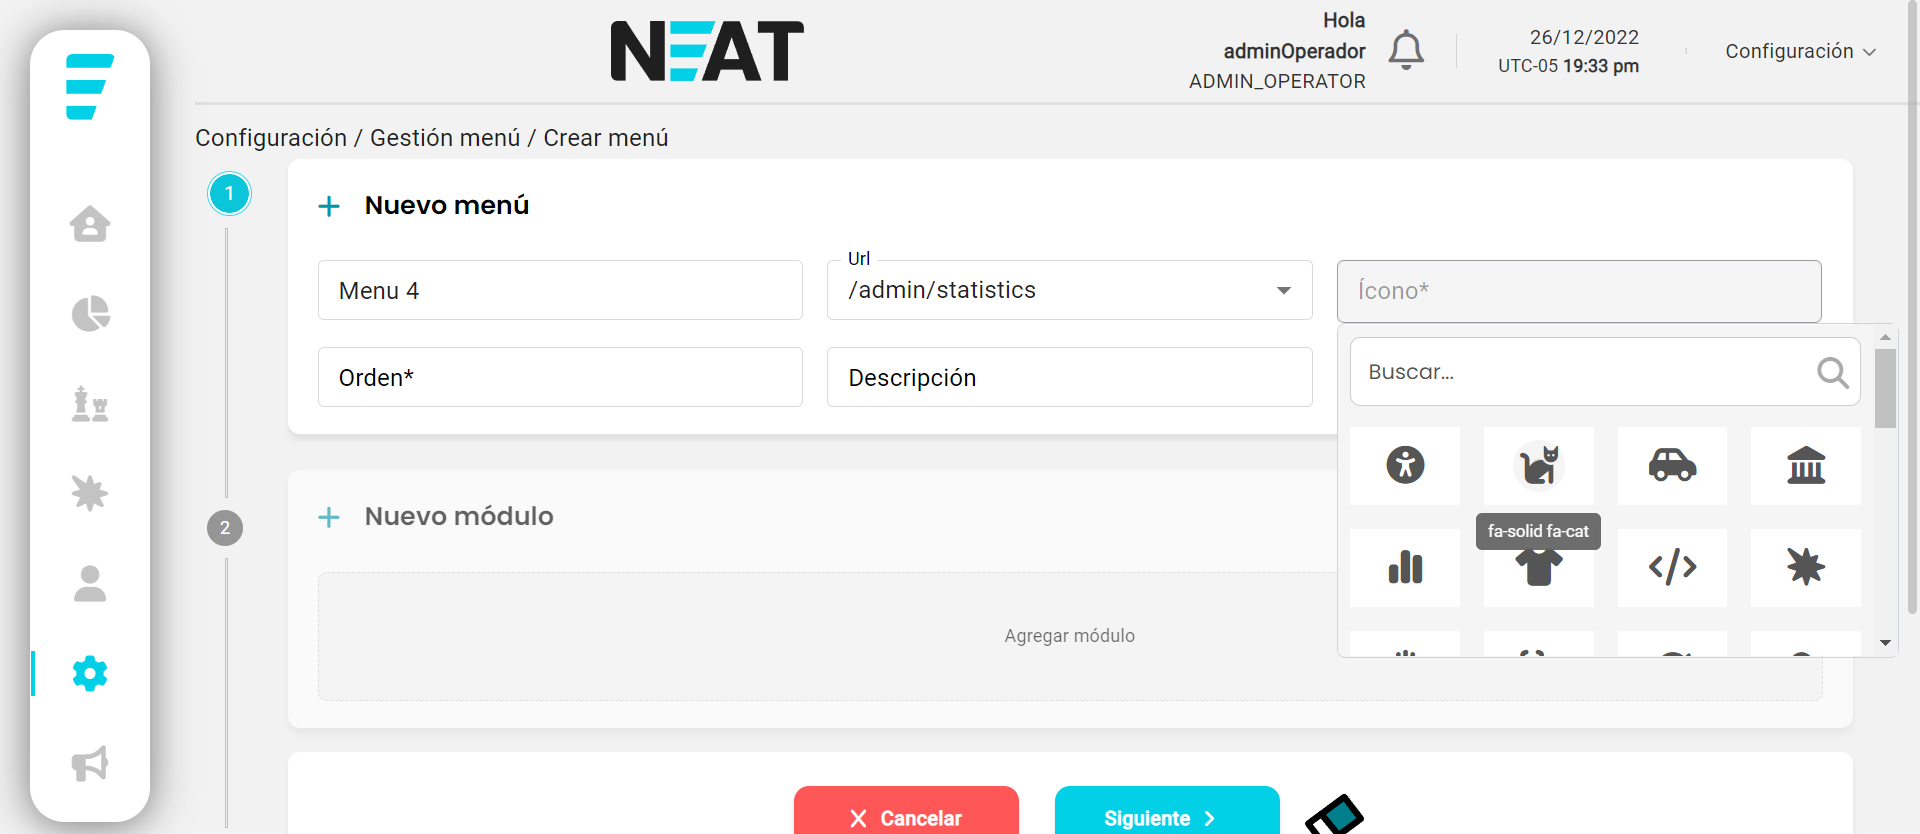 NEAT
Hola
adminOperador
ADMIN_OPERATOR
26/12/2022
UTC-05 19:33 pm
Configuración
Configuración / Gestión menú / Crear menú
1
Nuevo menú
Menu 4
Url
/admin/statistics
Ícono*
Orden*
Descripción
Buscar...
fa-solid fa-cat
2
Nuevo módulo
Agregar módulo
Cancelar
Siguiente